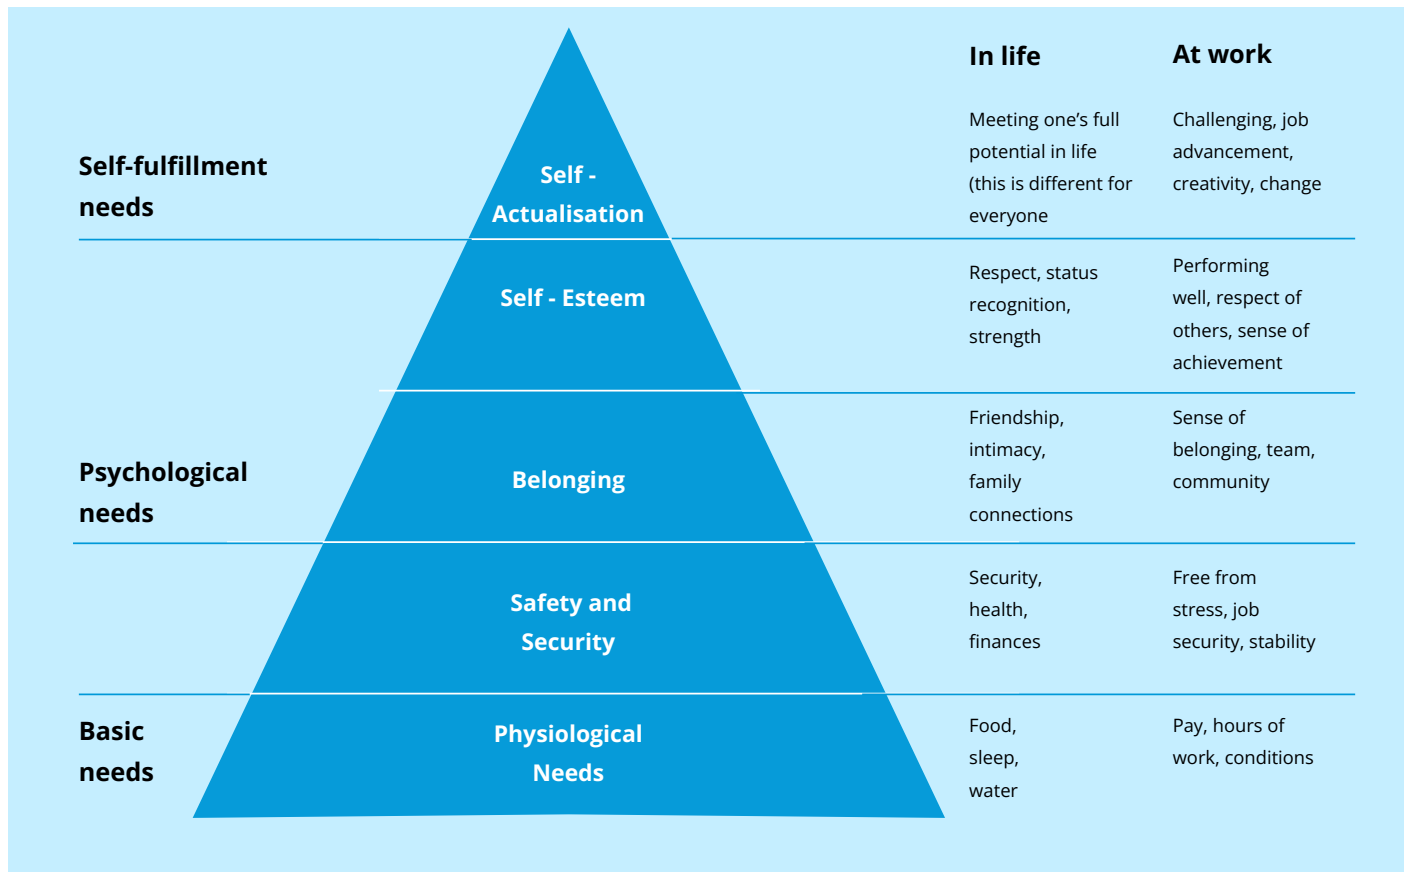 In life
At work
Self-fulfillment
needs
Self -
Actualisation
Meeting one’s full
potential in life
(this is different for
everyone
Challenging, job
advancement,
creativity, change
Self - Esteem
Respect, status
recognition,
strength
Performing
well, respect of
others, sense of
achievement
Psychological
needs
Belonging
Friendship,
intimacy,
family
connections
Sense of
belonging, team,
community
Safety and
Security
Security,
health,
finances
Free from
stress, job
security, stability
Basic
needs
Physiological
Needs
Food,
sleep,
water
Pay, hours of
work, conditions